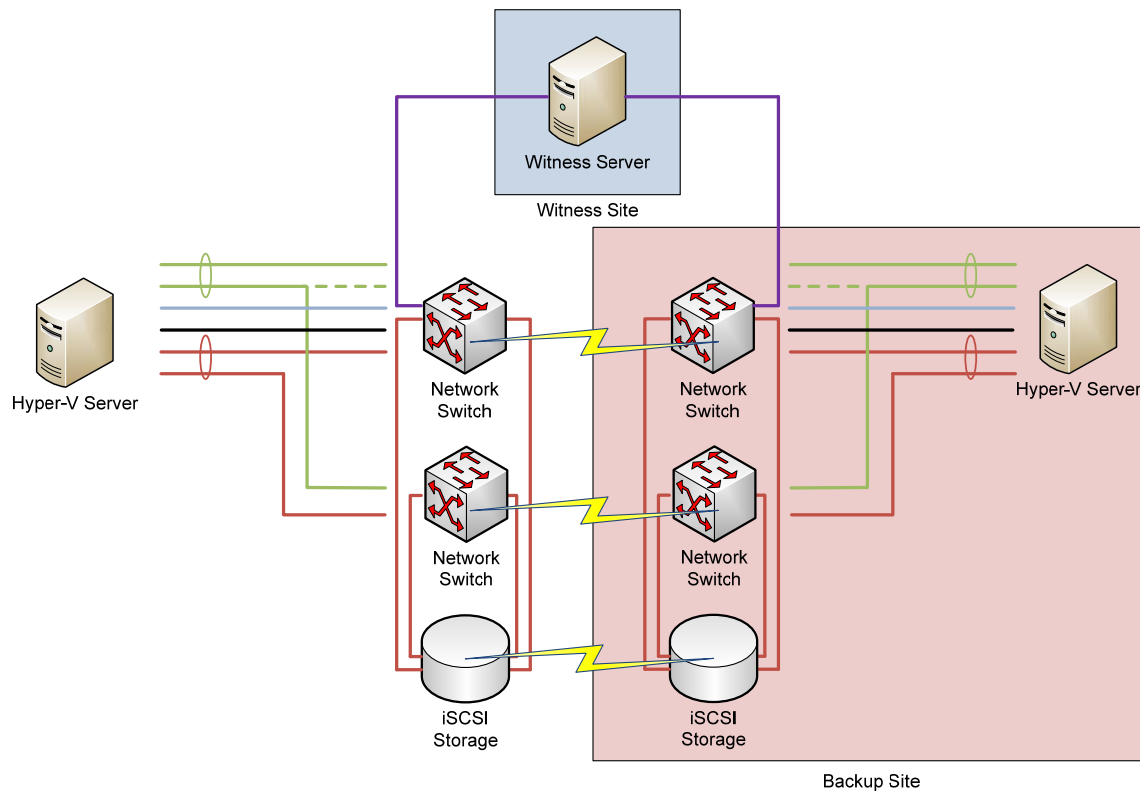 Witness Server
Witness Site
Hyper-V Server
Network
Switch
Network
Switch
Hyper-V Server
Network
Switch
Network
Switch
iSCSI
Storage
iSCSI
Storage
Backup Site